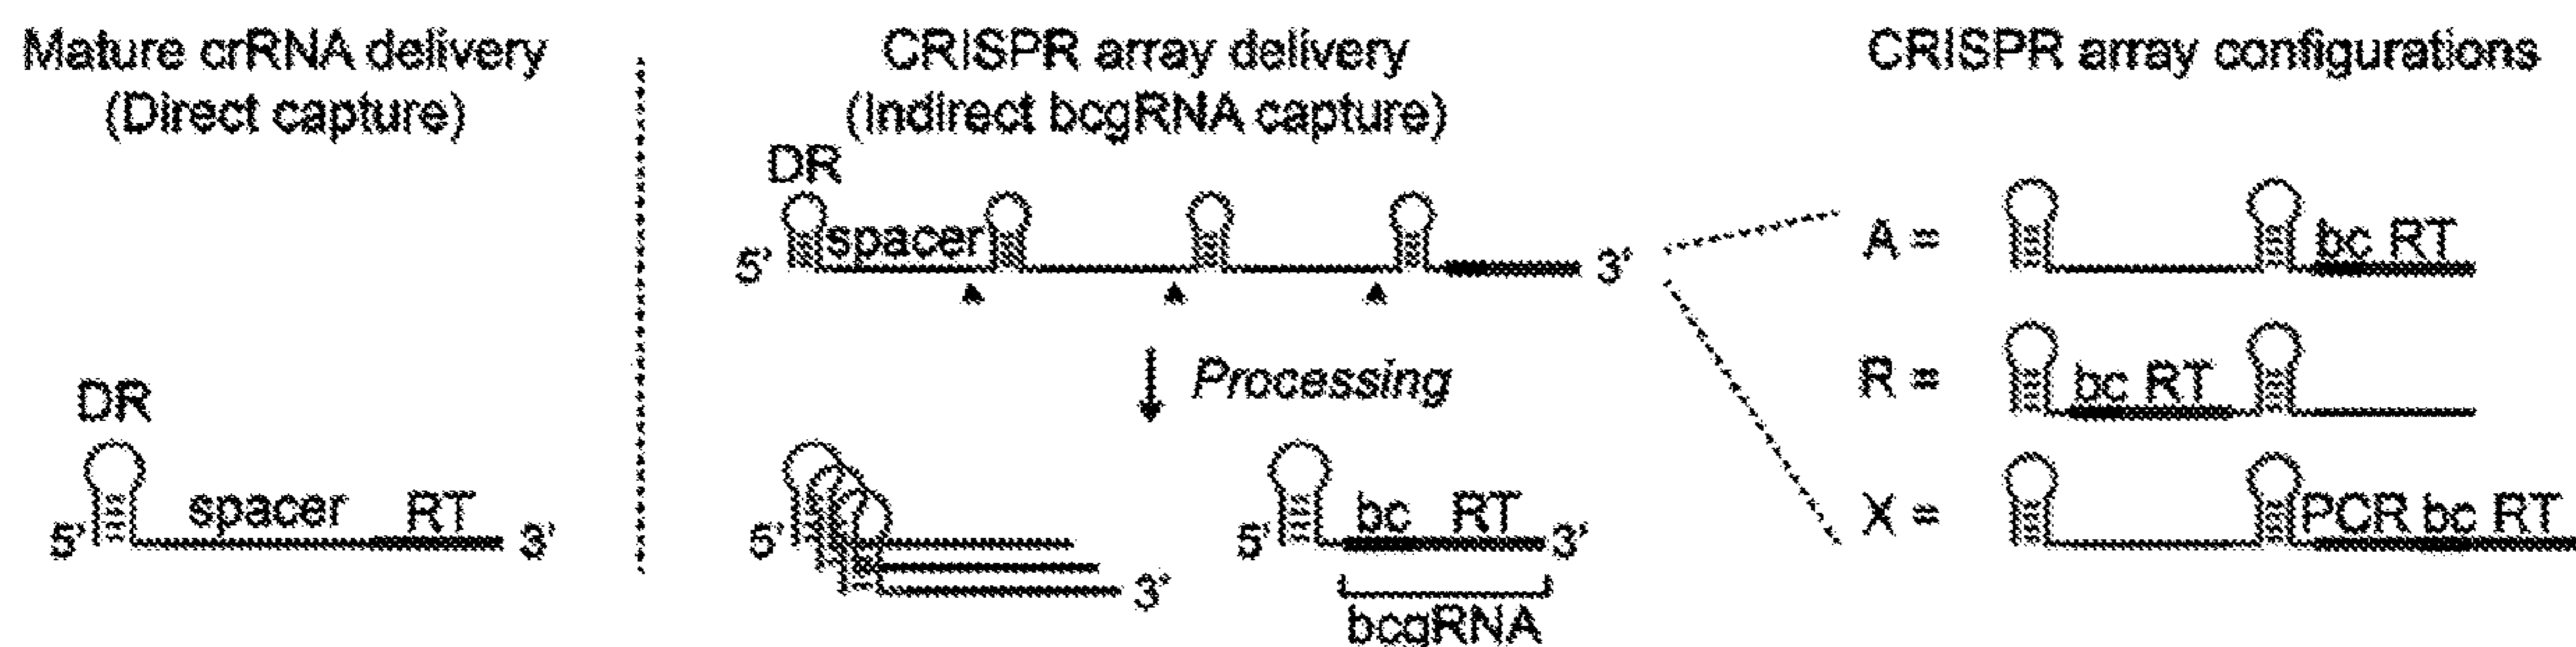 Mature crRNA delivery
(Direct capture)
DR
5' spacer RT 3'
CRISPR array delivery
(Indirect bcgRNA capture)
DR
5' spacer 3'
Processing
5' 3'
5' bc RT 3'
bcgRNA
CRISPR array configurations
A = bc RT
R = bc RT
X = PCR bc RT